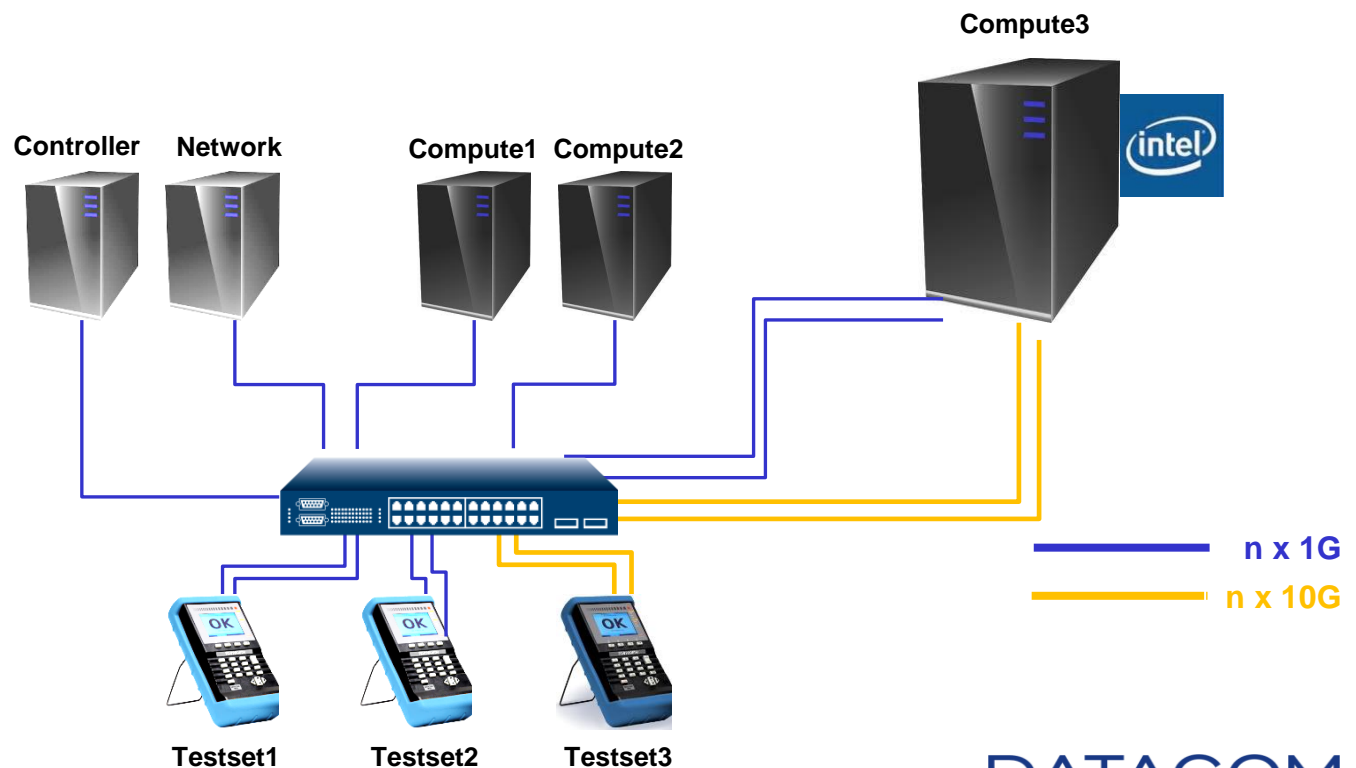 Compute3
Controller
Network
Compute1
Compute2
intel
n x 1G
n x 10G
OK
OK
OK
Testset1
Testset2
Testset3
DATACOM